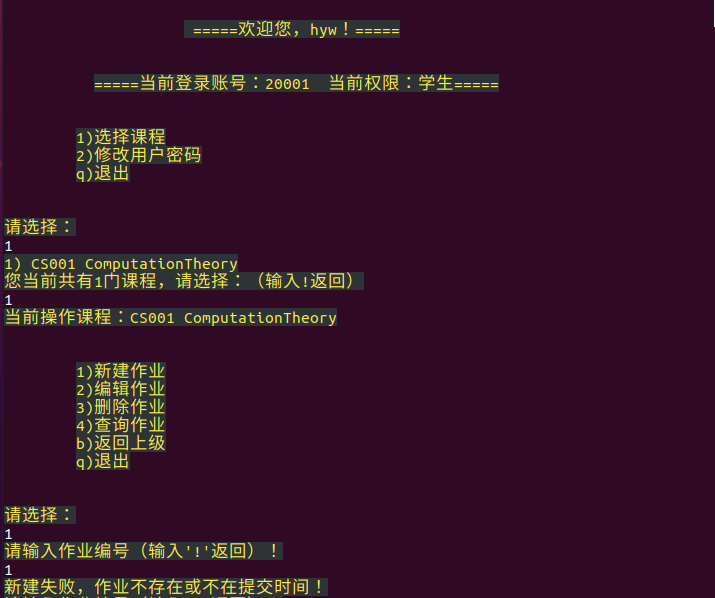 =====欢迎您，hyw！=====
=====当前登录账号：20001  当前权限：学生=====
1)选择课程
2)修改用户密码
q)退出
请选择：
1
1) CS001 ComputationTheory
您当前共有1门课程，请选择：（输入!返回）
1
当前操作课程：CS001 ComputationTheory
1)新建作业
2)编辑作业
3)删除作业
4)查询作业
b)返回上级
q)退出
请选择：
1
请输入作业编号（输入'!'返回）！
1
新建失败，作业不存在或不在提交时间！